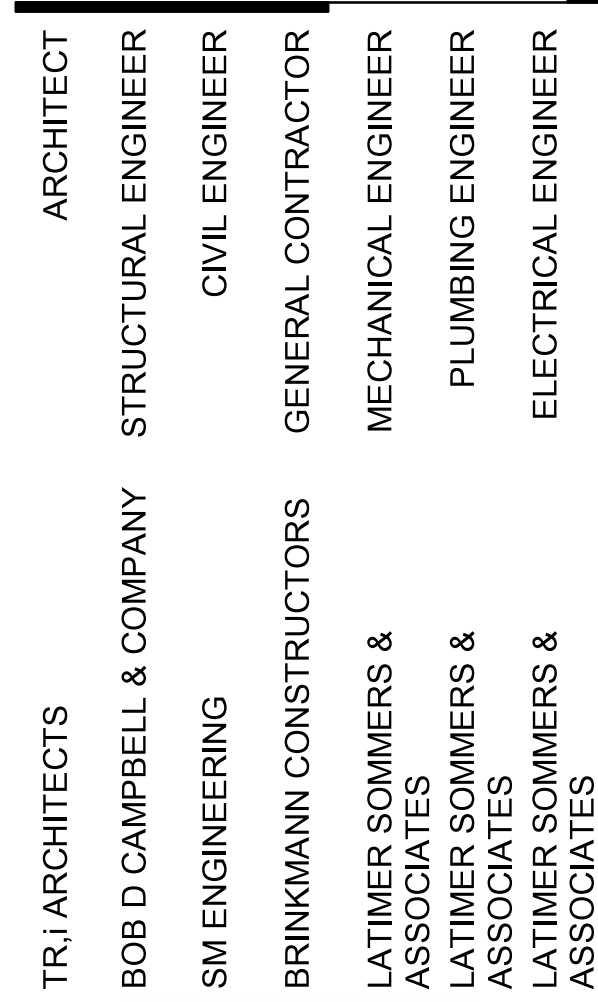 TR,i ARCHITECTS ARCHITECT
BOB D CAMPBELL & COMPANY STRUCTURAL ENGINEER
SM ENGINEERING CIVIL ENGINEER
BRINKMANN CONSTRUCTORS GENERAL CONTRACTOR
LATIMER SOMMERS & MECHANICAL ENGINEER
ASSOCIATES
LATIMER SOMMERS & PLUMBING ENGINEER
ASSOCIATES
LATIMER SOMMERS & ELECTRICAL ENGINEER
ASSOCIATES